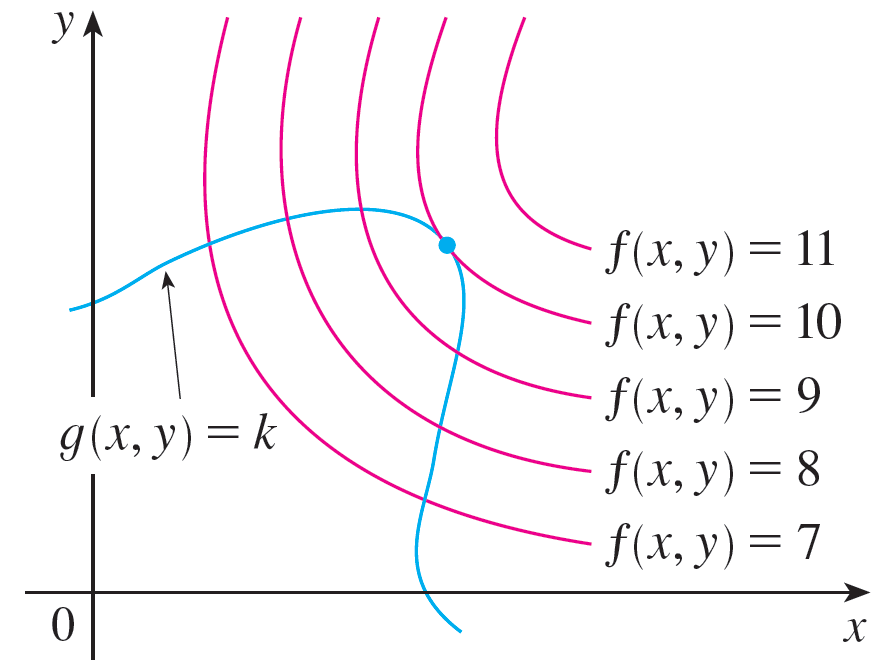 y
f(x, y) = 11
f(x, y) = 10
f(x, y) = 9
g(x, y) = k
f(x, y) = 8
f(x, y) = 7
0
x